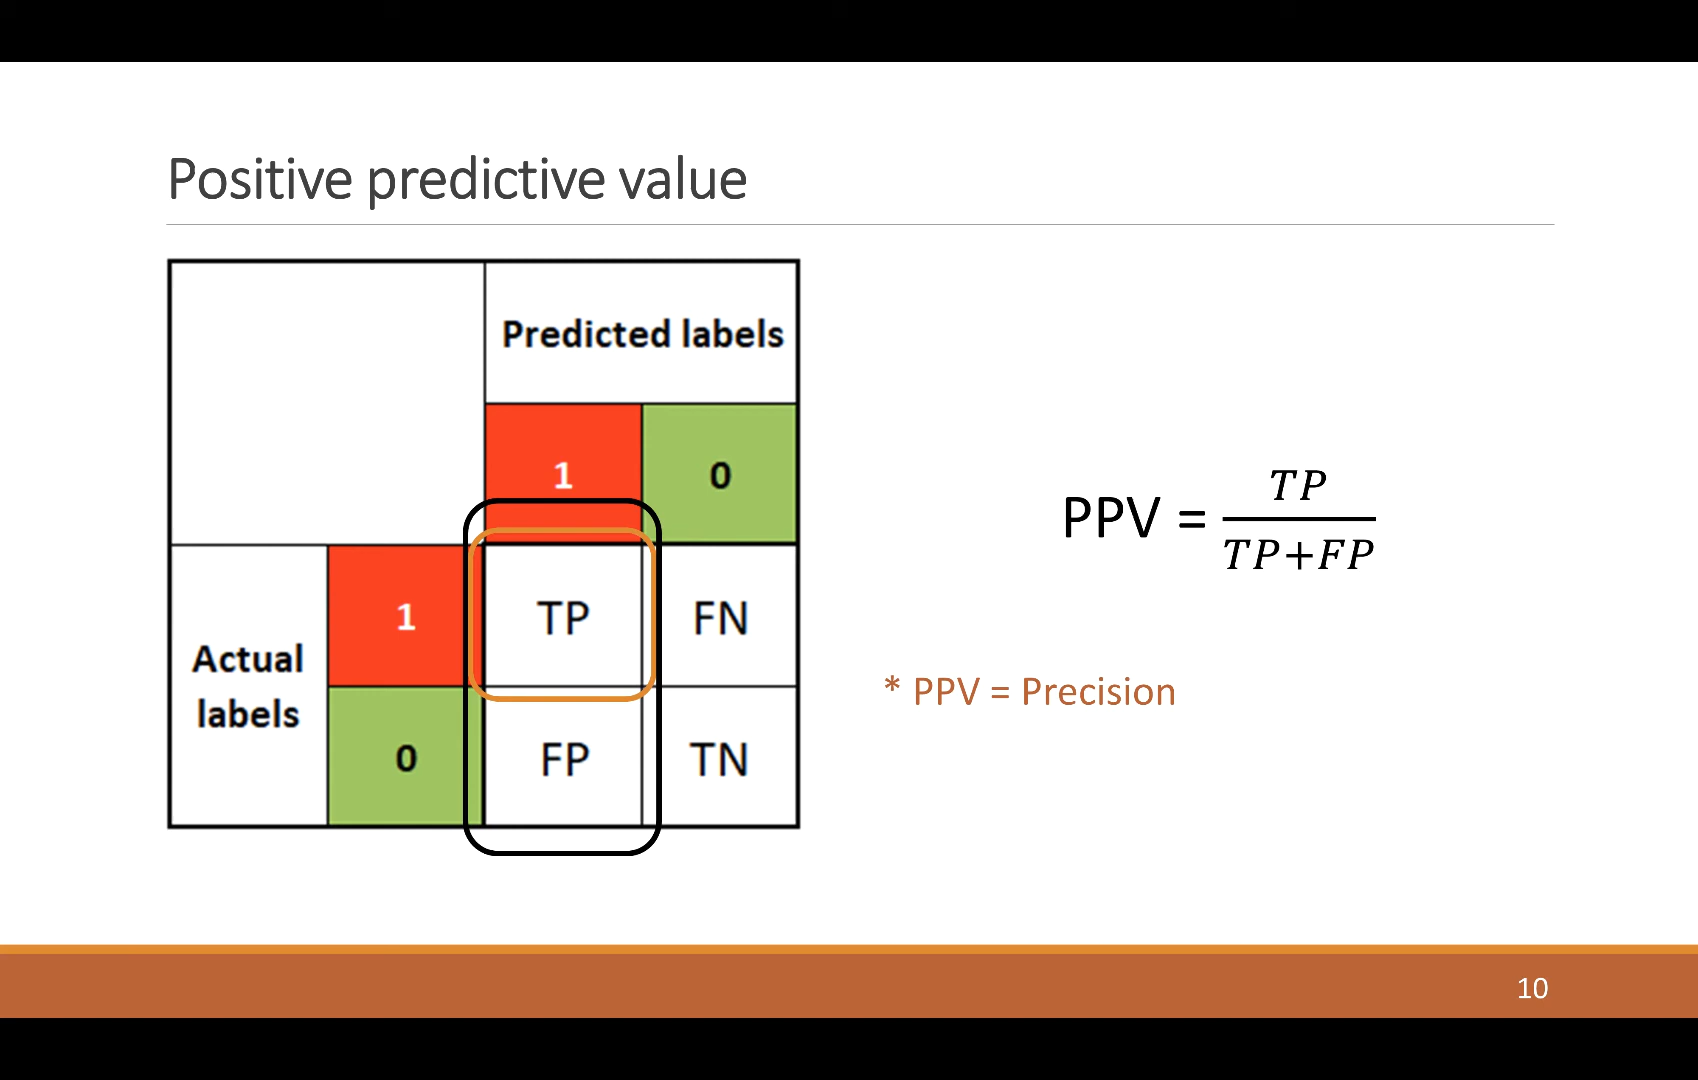 Positive predictive value
Predicted labels
1 0
1 TP FN
Actual
labels
0 FP TN
PPV = TP / TP+FP
* PPV = Precision
10